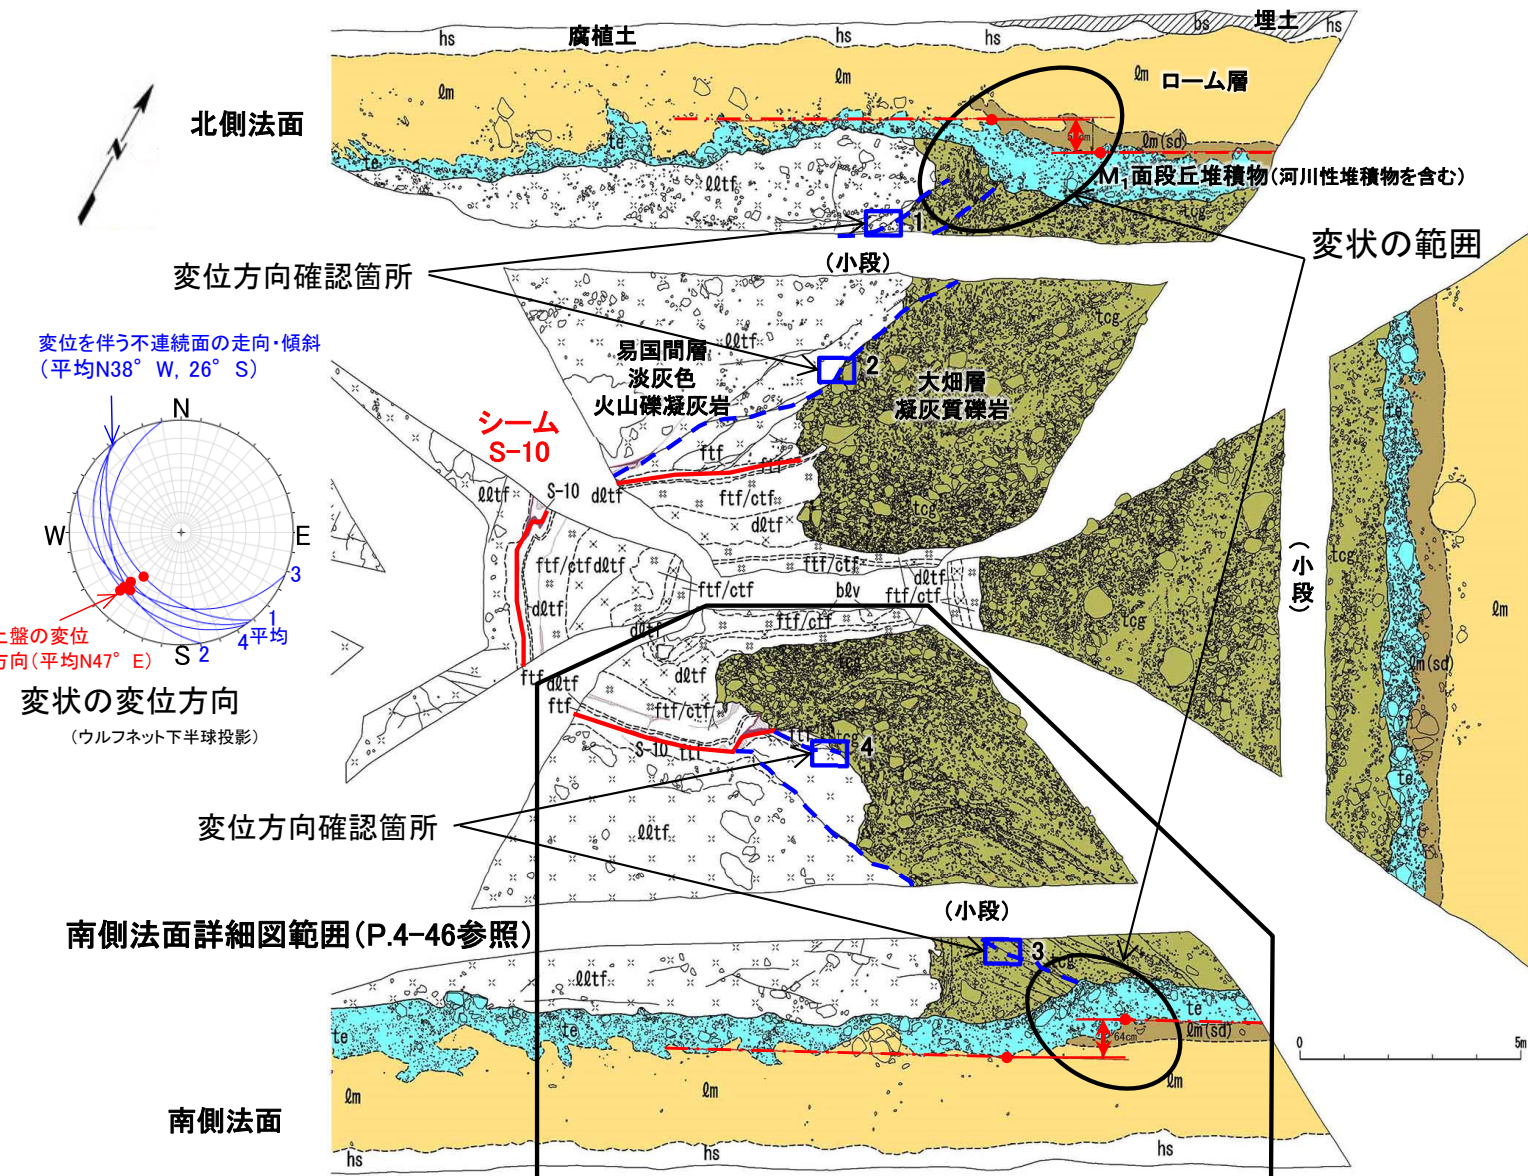 hs
腐植土
hs
hs
bs
埋土
hs
ℓm
ℓm
ℓm
ローム層
北側法面
te
te
ℓm(sd)
ℓℓtf
M1面段丘堆積物(河川性堆積物を含む)
tcg
1
(小段)
変状の範囲
変位方向確認箇所
tcg
ℓℓtf
変位を伴う不連続面の走向・傾斜
(平均N38° W, 26° S)
易国間層
淡灰色
火山礫凝灰岩
2
大畑層
凝灰質礫岩
te
N
シーム
S-10
ftf
ftf
ℓℓtf
S-10
dℓtf
ftf/ctf
tcg
tcg
W
E
dℓtf
(小段)
ftf/ctf
dℓtf
ftf/ctf
dℓtf
3
ftf/ctf
blv
ftf/ctf
dℓtf
ℓm
1
tcg
上盤の変位
方向(平均N47° E)
S
2
4
平均
dℓtf
ftf/ctf
ℓm(sd)
tcg
ftf
dℓtf
dℓtf
変状の変位方向
(ウルフネット下半球投影)
ftf
ftf/ctf
S-10
ftf
ftf
tcg
4
te
変位方向確認箇所
ℓℓtf
(小段)
南側法面詳細図範囲(P.4-46参照)
3
tcg
ℓℓtf
te
te
te
64cm
ℓm(sd)
0
5m
ℓm
ℓm
ℓm
南側法面
hs
hs
hs